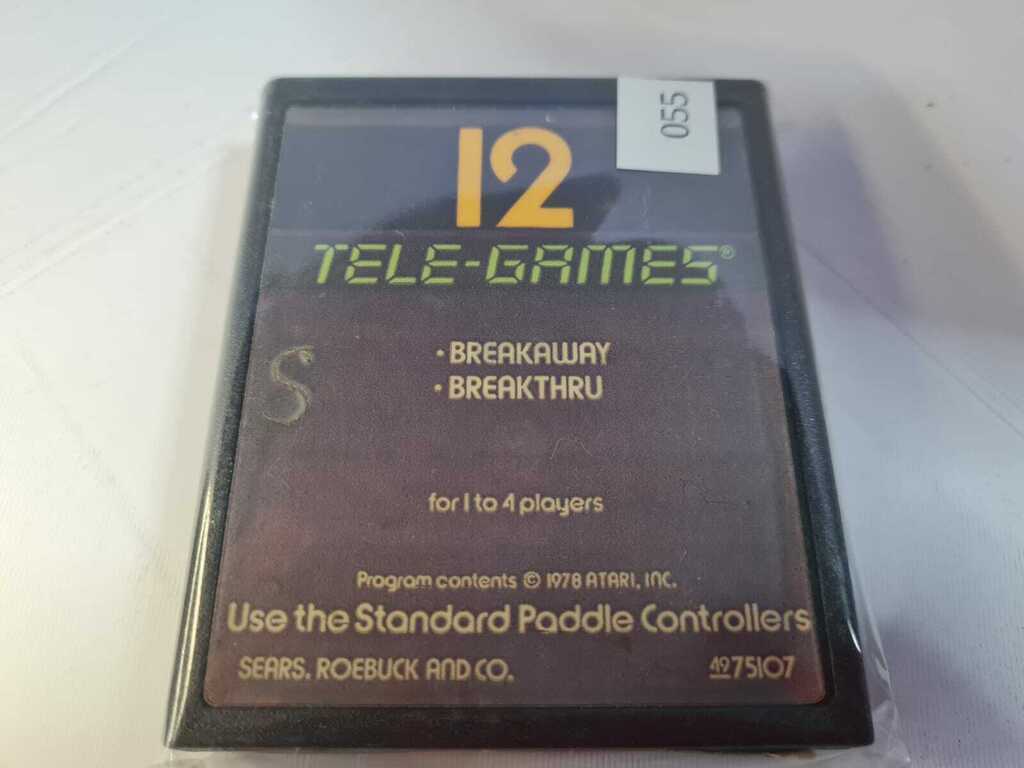 055
12
TELE-GAMES®
• BREAKAWAY
• BREAKTHRU
S
for 1 to 4 players
Program contents © 1978 ATARI, INC.
Use the Standard Paddle Controllers
SEARS, ROEBUCK AND CO.
49 75107